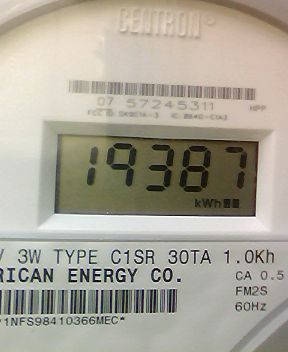 CENTRON®
07 57245311
HPP
19387
kWh
V 3W TYPE C1SR 30TA 1.0Kh
RICAN ENERGY CO.
CA 0.5
FM2S
60Hz
1NFS98410366MEC*